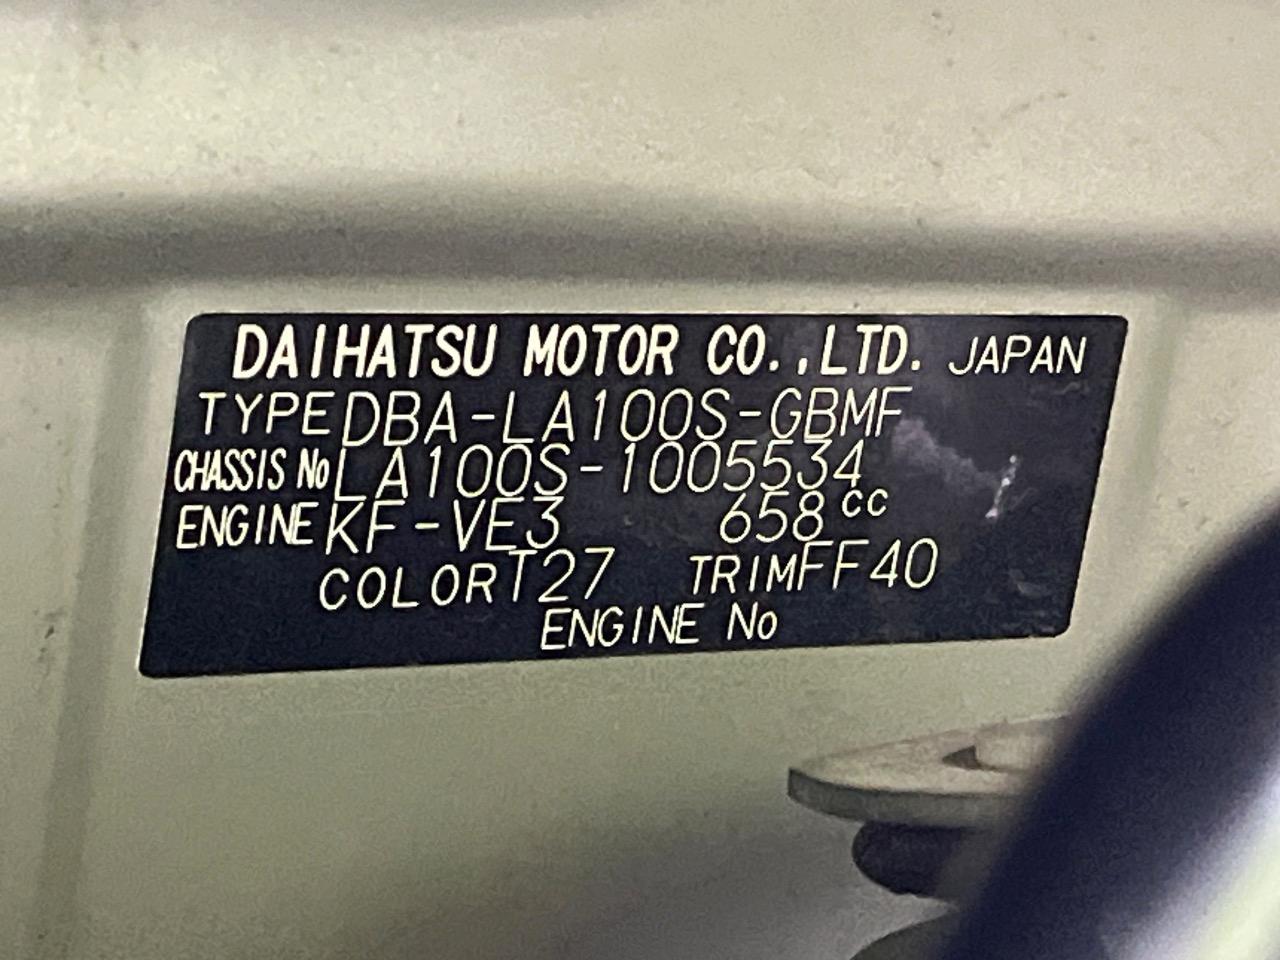 DAIHATSU MOTOR CO.,LTD. JAPAN
TYPE DBA-LA100S-GBMF
CHASSIS No LA100S-1005534
ENGINE KF-VE3 658cc
COLOR T27 TRIM FF40
ENGINE No